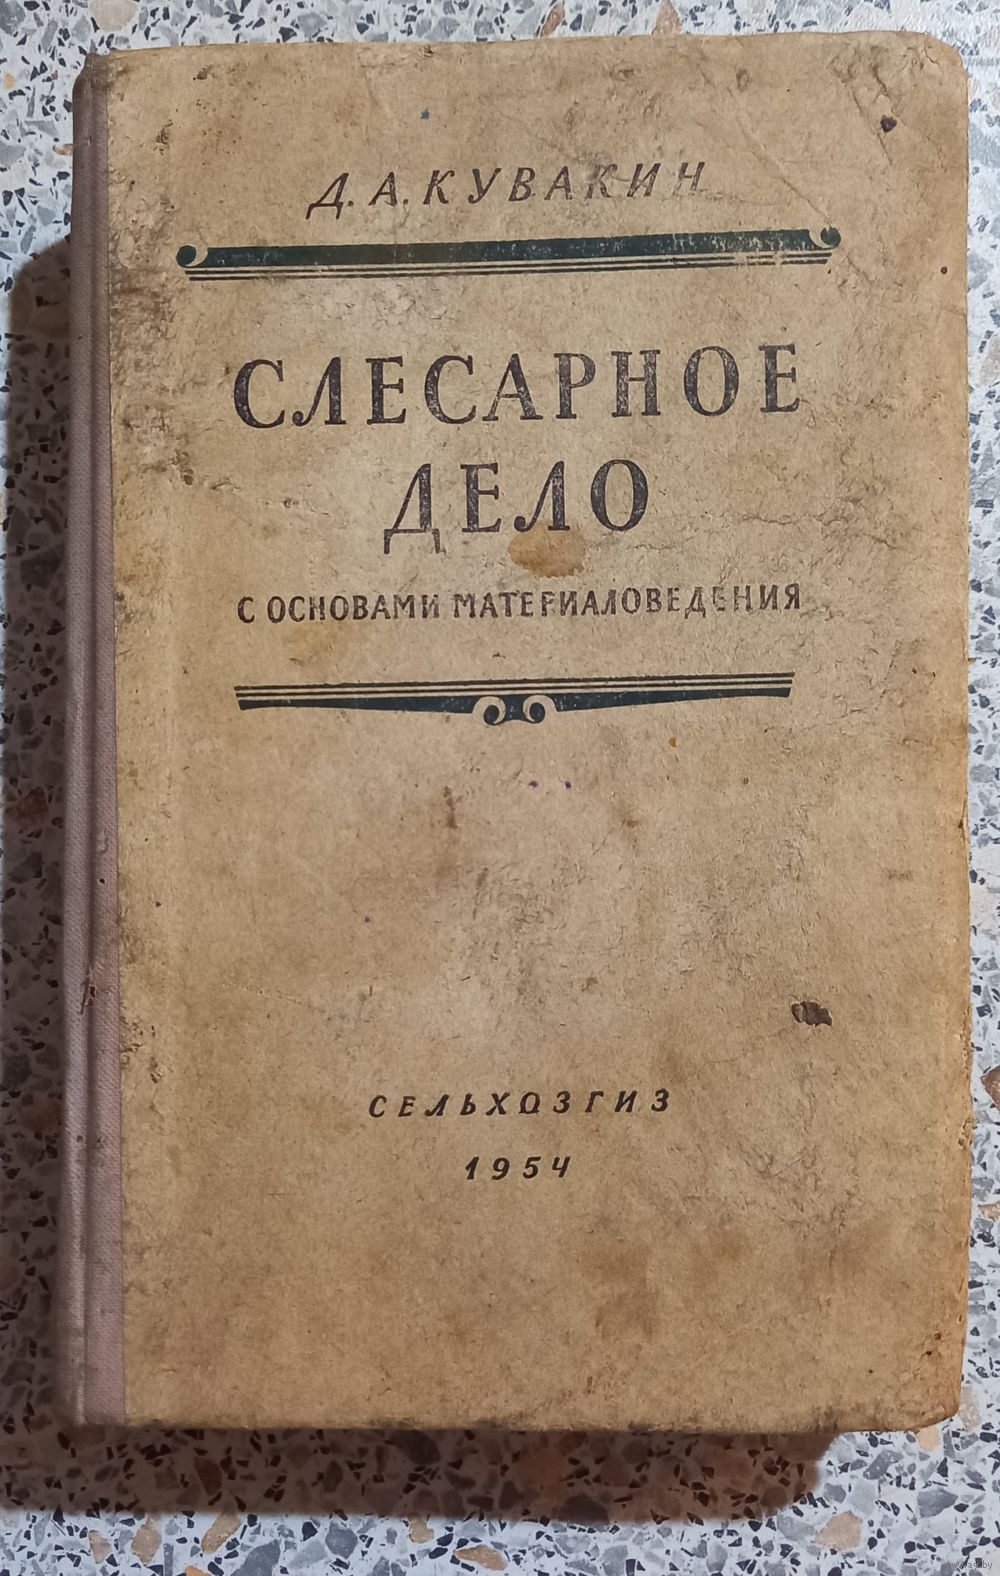 Д. А. КУВАКИН
СЛЕСАРНОЕ
ДЕЛО
С ОСНОВАМИ МАТЕРИАЛОВЕДЕНИЯ
СЕЛЬХОЗГИЗ
1954